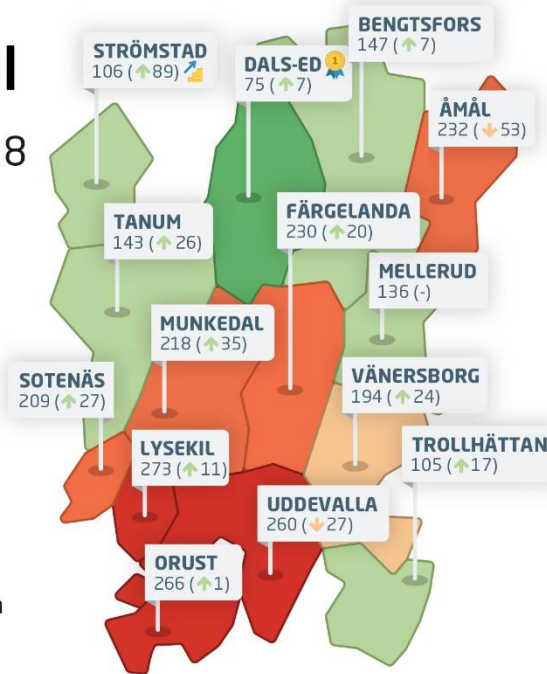 l
8
BENGTSFORS
147 (↑7)
STRÖMSTAD
106 (↑89)
DALS-ED 1
75 (↑7)
ÅMÅL
232 (↓53)
TANUM
143 (↑26)
FÄRGELANDA
230 (↑20)
MELLERUD
136 (-)
MUNKEDAL
218 (↑35)
SOTENÄS
209 (↑27)
VÄNERSBORG
194 (↑24)
LYSEKIL
273 (↑11)
TROLLHÄTTAN
105 (↑17)
UDDEVALLA
260 (↓27)
ORUST
266 (↑1)